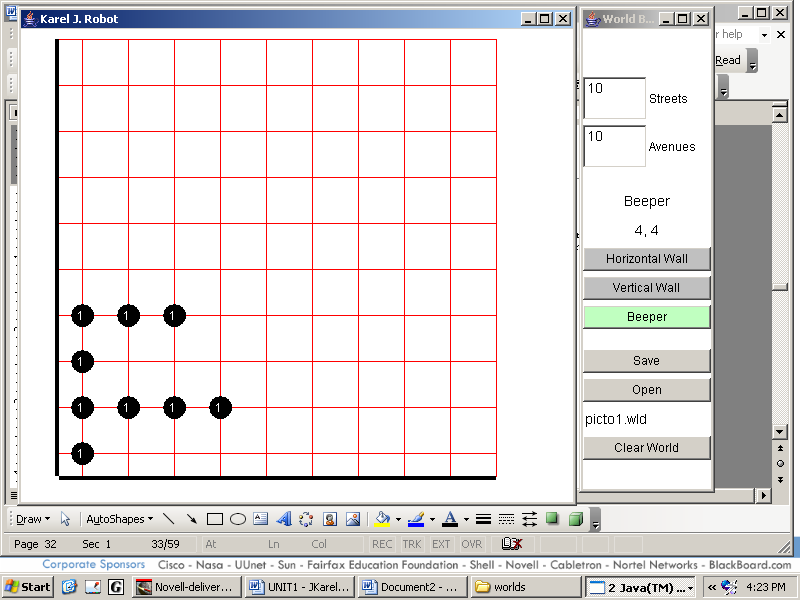 Karel J. Robot
World B...
r help
Read
10
Streets
10
Avenues
Beeper
4, 4
Horizontal Wall
Vertical Wall
Beeper
Save
Open
picto1.wld
Clear World
1 1 1
1
1 1 1 1
1
Draw AutoShapes
Page 32 Sec 1 33/59 At Ln Col REC TRK EXT OVR
Corporate Sponsors Cisco - Nasa - UUnet - Sun - Fairfax Education Foundation - Shell - Novell - Cabletron - Nortel Networks - BlackBoard.com
Start Novell-deliver... UNIT1 - JKarel... Document2 - ... worlds 2 Java(TM) ... « 4:23 PM